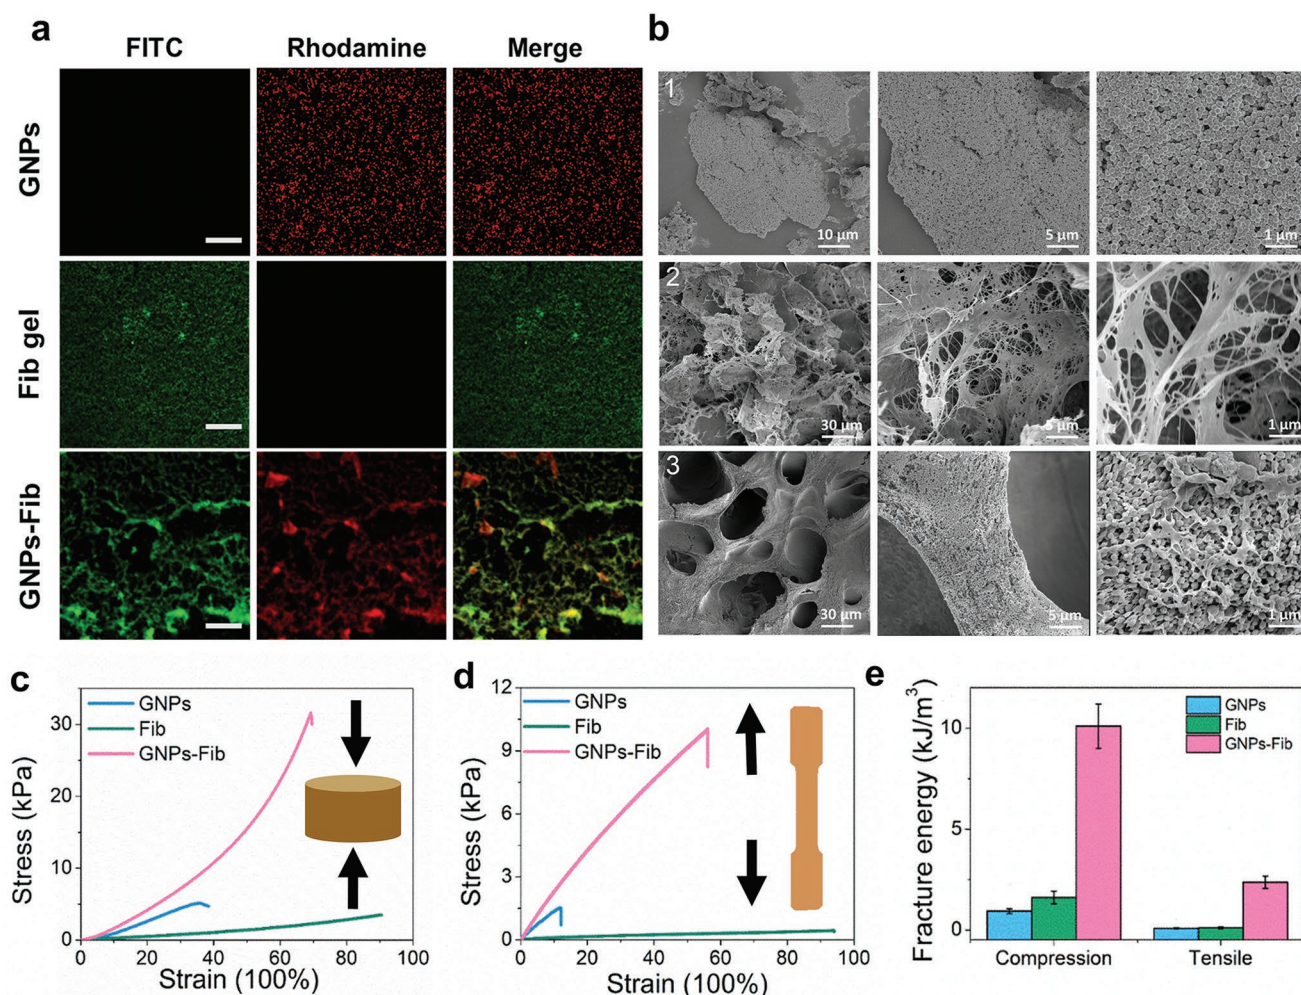 a
FITC Rhodamine Merge
GNPs
Fib gel
GNPs-Fib
b
1
10 µm
5 µm
1 µm
2
30 µm
5 µm
1 µm
3
30 µm
5 µm
1 µm
c
Stress (kPa)
30
20
10
0
GNPs
Fib
GNPs-Fib
0 20 40 60 80 100
Strain (100%)
d
Stress (kPa)
12
9
6
3
0
GNPs
Fib
GNPs-Fib
0 20 40 60 80 100
Strain (100%)
e
Fracture energy (kJ/m³)
10
5
0
GNPs
Fib
GNPs-Fib
Compression Tensile